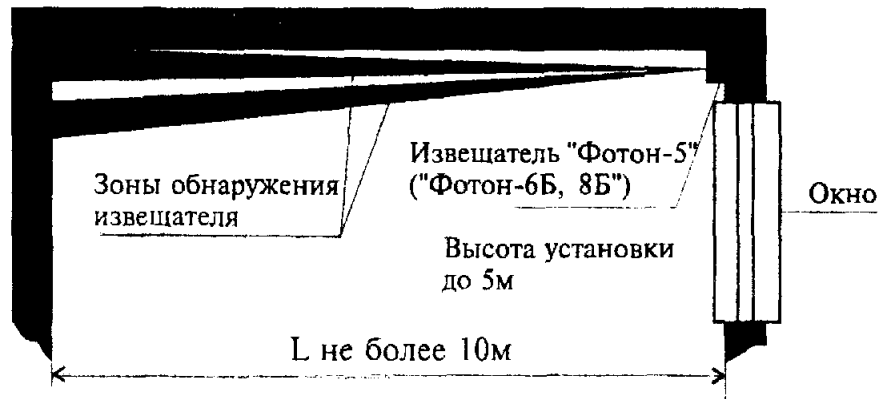 Извещатель "Фотон-5"
("Фотон-6Б, 8Б")
Зоны обнаружения
извещателя
Окно
Высота установки
до 5м
L не более 10м